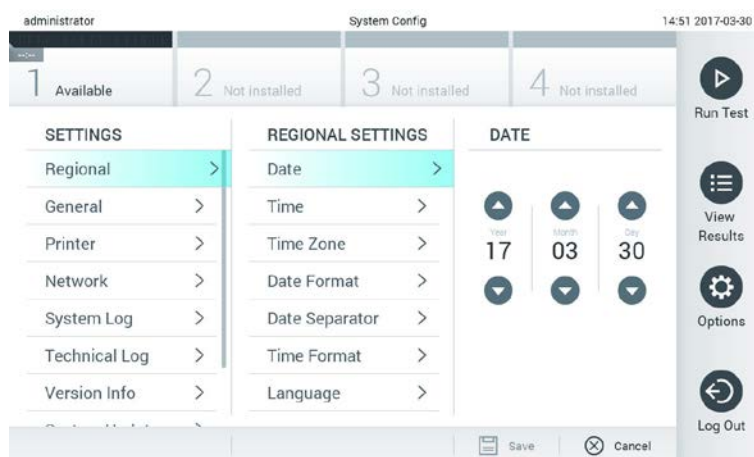 administrator System Config 14:51 2017-03-30
1 Available 2 Not installed 3 Not installed 4 Not installed
Run Test
SETTINGS REGIONAL SETTINGS DATE
Regional > Date >
General > Time >
Year Month Day
View Results
Printer > Time Zone >
17 03 30
Network > Date Format >
System Log > Date Separator >
Options
Technical Log > Time Format >
Version Info > Language >
Save Cancel
Log Out